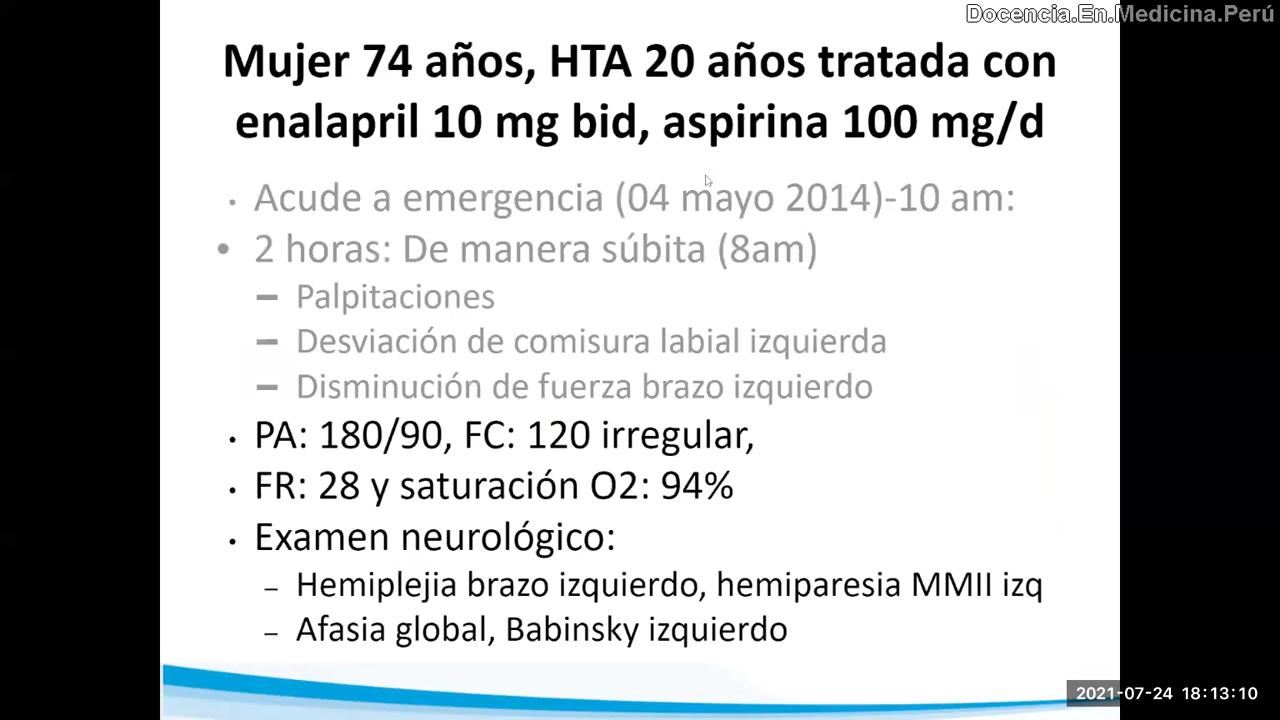 Docencia.En.Medicina.Perú
Mujer 74 años, HTA 20 años tratada con
enalapril 10 mg bid, aspirina 100 mg/d
• Acude a emergencia (04 mayo 2014)-10 am:
• 2 horas: De manera súbita (8am)
– Palpitaciones
– Desviación de comisura labial izquierda
– Disminución de fuerza brazo izquierdo
• PA: 180/90, FC: 120 irregular,
• FR: 28 y saturación O2: 94%
• Examen neurológico:
– Hemiplejia brazo izquierdo, hemiparesia MMII izq
– Afasia global, Babinsky izquierdo
2021-07-24 18:13:10